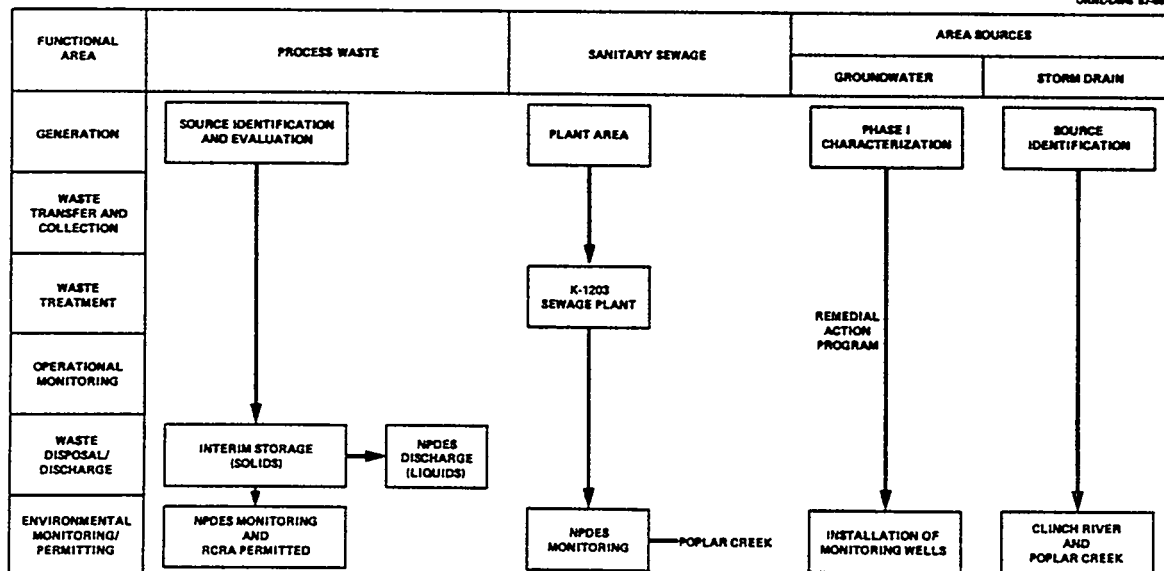 FUNCTIONAL
AREA
PROCESS WASTE
SANITARY SEWAGE
AREA SOURCES
GROUNDWATER
STORM DRAIN
GENERATION
SOURCE IDENTIFICATION
AND EVALUATION
PLANT AREA
PHASE I
CHARACTERIZATION
SOURCE
IDENTIFICATION
WASTE
TRANSFER AND
COLLECTION
WASTE
TREATMENT
K-1203
SEWAGE PLANT
REMEDIAL
ACTION
PROGRAM
OPERATIONAL
MONITORING
WASTE
DISPOSAL/
DISCHARGE
INTERIM STORAGE
(SOLIDS)
NPDES
DISCHARGE
(LIQUIDS)
ENVIRONMENTAL
MONITORING/
PERMITTING
NPDES MONITORING
AND
RCRA PERMITTED
NPDES
MONITORING
POPLAR CREEK
INSTALLATION OF
MONITORING WELLS
CLINCH RIVER
AND
POPLAR CREEK